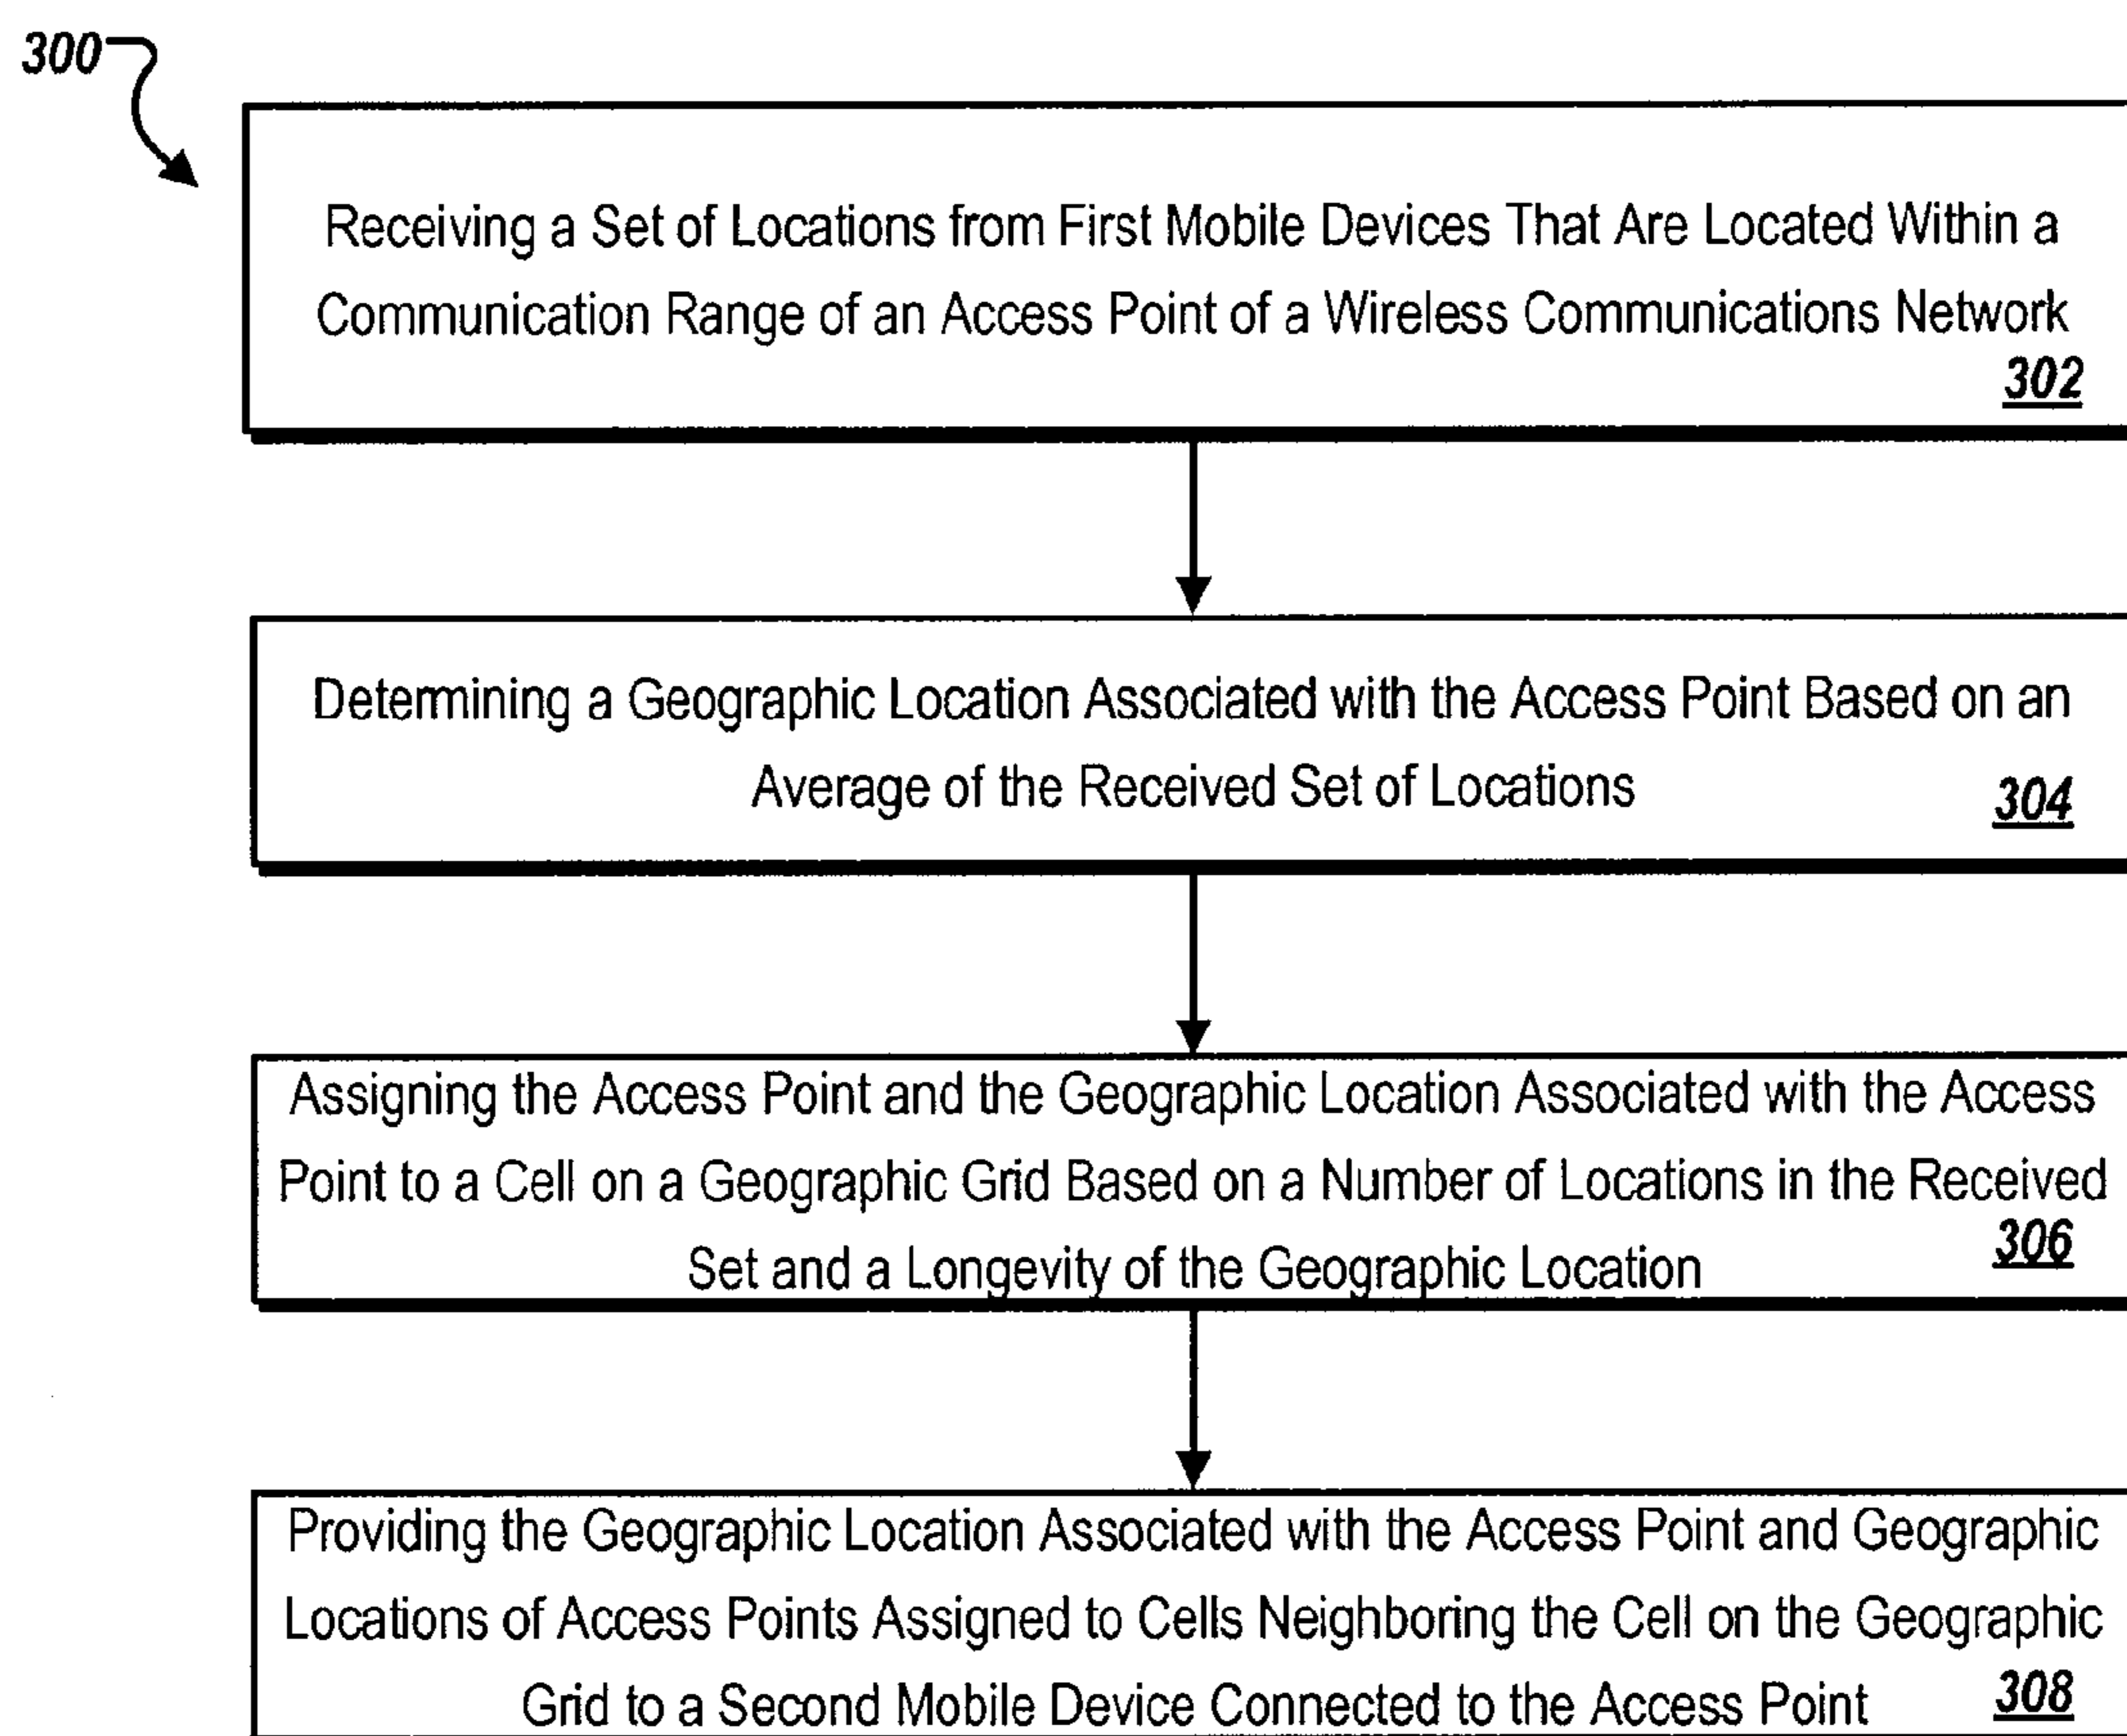 300
Receiving a Set of Locations from First Mobile Devices That Are Located Within a
Communication Range of an Access Point of a Wireless Communications Network
302
Determining a Geographic Location Associated with the Access Point Based on an
Average of the Received Set of Locations
304
Assigning the Access Point and the Geographic Location Associated with the Access
Point to a Cell on a Geographic Grid Based on a Number of Locations in the Received
Set and a Longevity of the Geographic Location
306
Providing the Geographic Location Associated with the Access Point and Geographic
Locations of Access Points Assigned to Cells Neighboring the Cell on the Geographic
Grid to a Second Mobile Device Connected to the Access Point
308